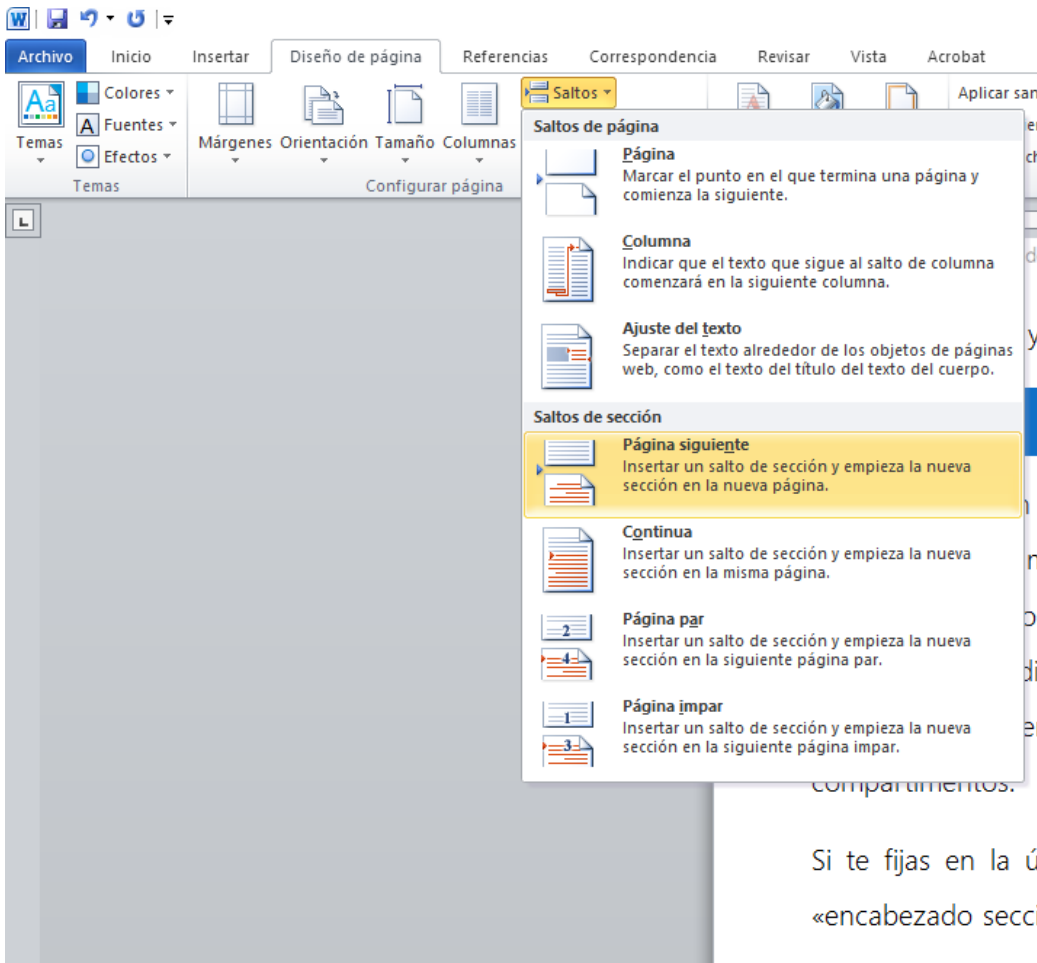 Archivo Inicio Insertar Diseño de página Referencias Correspondencia Revisar Vista Acrobat
Temas
Colores
Fuentes
Efectos
Temas
Márgenes Orientación Tamaño Columnas
Saltos
Configurar página
Aplicar
Saltos de página
Página
Marcar el punto en el que termina una página y
comienza la siguiente.
Columna
Indicar que el texto que sigue al salto de columna
comenzará en la siguiente columna.
Ajuste del texto
Separar el texto alrededor de los objetos de páginas
web, como el texto del título del texto del cuerpo.
Saltos de sección
Página siguiente
Insertar un salto de sección y empieza la nueva
sección en la nueva página.
Continua
Insertar un salto de sección y empieza la nueva
sección en la misma página.
Página par
Insertar un salto de sección y empieza la nueva
sección en la siguiente página par.
Página impar
Insertar un salto de sección y empieza la nueva
sección en la siguiente página impar.
compartimentos.
Si te fijas en la
«encabezado